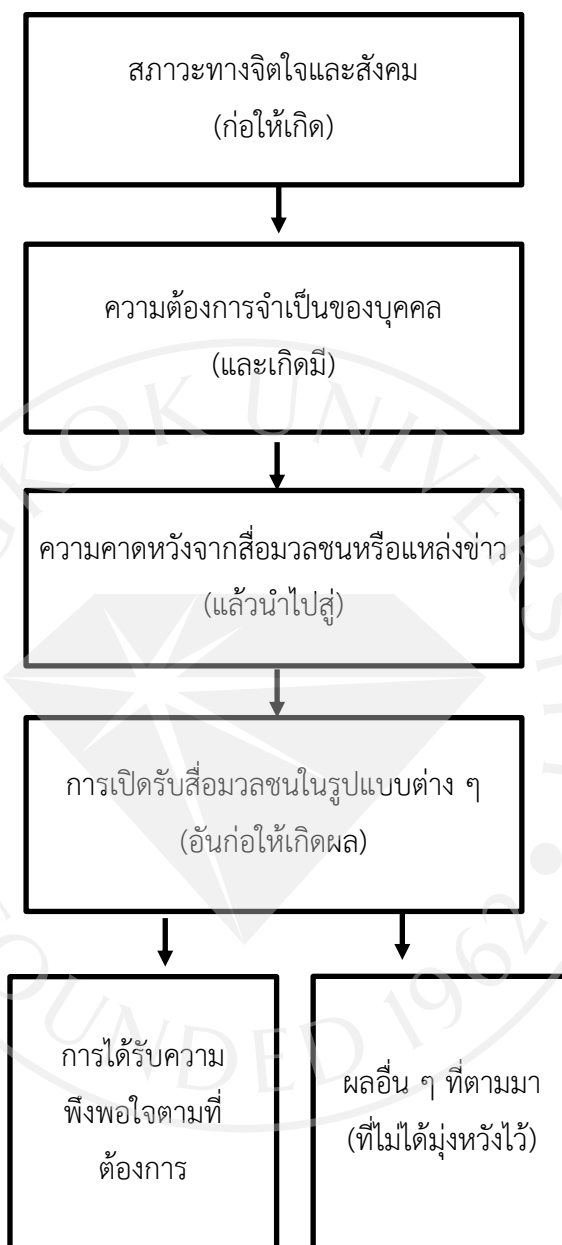 สภาวะทางจิตใจและสังคม
(ก่อให้เกิด)
ความต้องการจำเป็นของบุคคล
(และเกิดมี)
ความคาดหวังจากสื่อมวลชนหรือแหล่งข่าว
(แล้วนำไปสู่)
การเปิดรับสื่อมวลชนในรูปแบบต่าง ๆ
(อันก่อให้เกิดผล)
การได้รับความ
พึงพอใจตามที่
ต้องการ
ผลอื่น ๆ ที่ตามมา
(ที่ไม่ได้มุ่งหวังไว้)
KOK UNIVERSI
OUNDED 1962